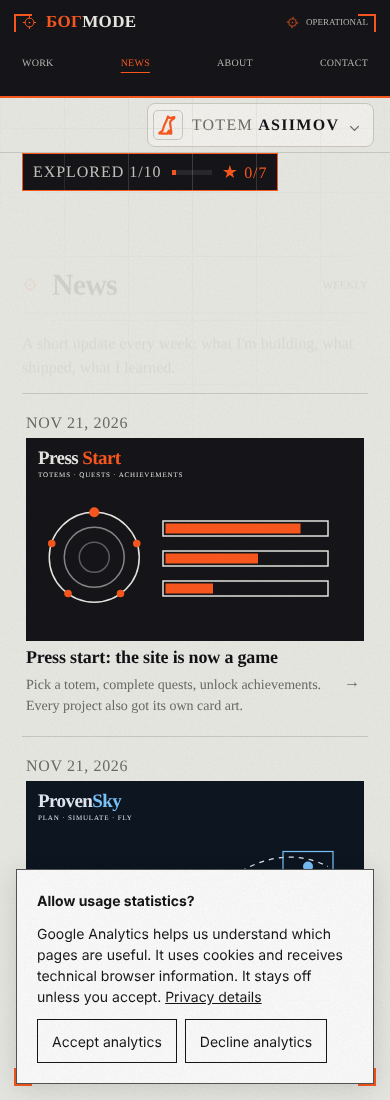 БОГMODE
OPERATIONAL
WORK
NEWS
ABOUT
CONTACT
TOTEM ASIIMOV
EXPLORED 1/10 ★ 0/7
News
WEEKLY
A short update every week: what I'm building, what
shipped, what I learned.
NOV 21, 2026
Press Start
TOTEMS · QUESTS · ACHIEVEMENTS
Press start: the site is now a game
Pick a totem, complete quests, unlock achievements. →
Every project also got its own card art.
NOV 21, 2026
ProvenSky
PLAN · SIMULATE · FLY
Allow usage statistics?
Google Analytics helps us understand which
pages are useful. It uses cookies and receives
technical browser information. It stays off
unless you accept. Privacy details
Accept analytics
Decline analytics